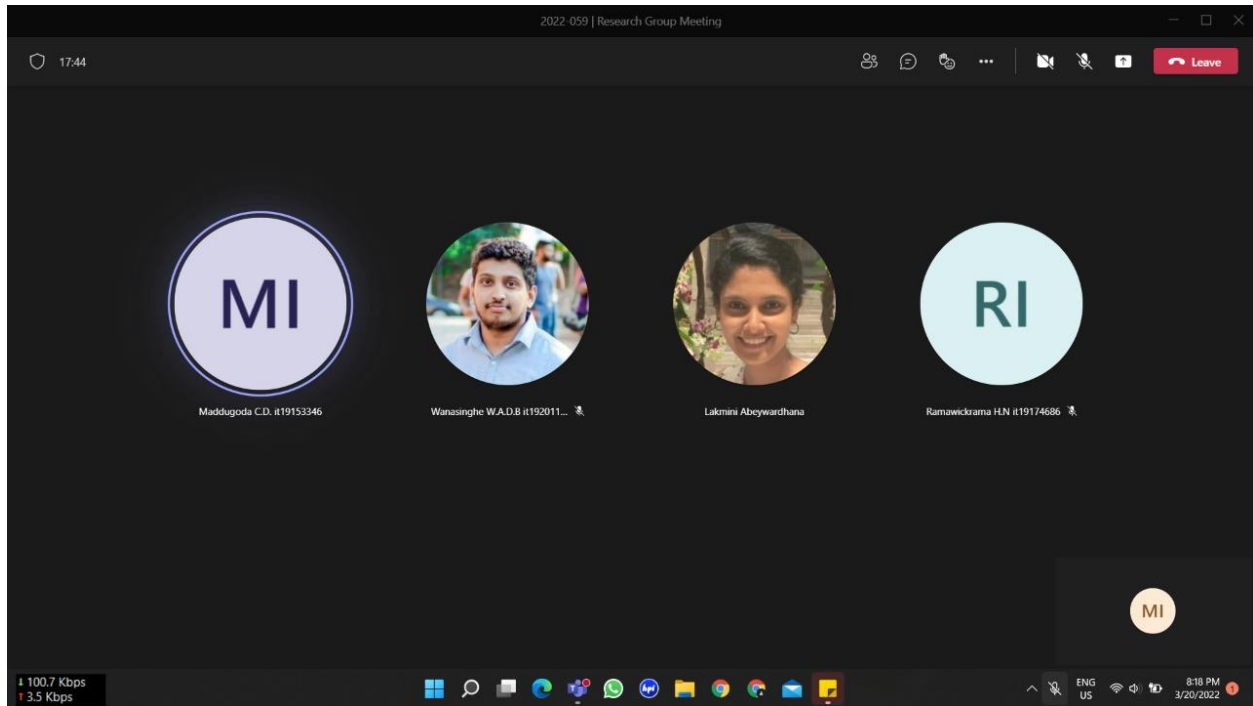 2022-059 | Research Group Meeting
17:44
Leave
MI
RI
Maddugoda C.D. it19153346
Wanasinghe W.A.D.B it192011...
Lakmini Abeywardhana
Ramawickrama H.N it19174686
MI
100.7 Kbps
3.5 Kbps
ENG
US
8:18 PM
3/20/2022
1